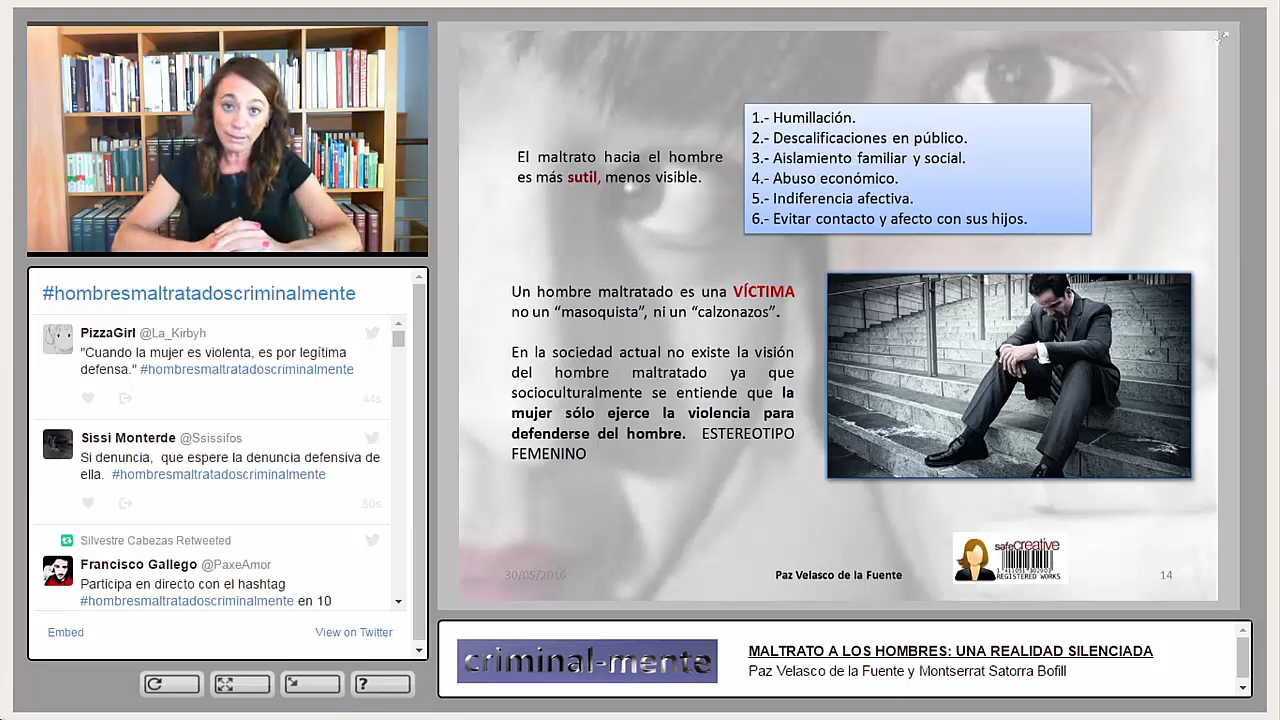 #hombresmaltratadoscriminalmente
PizzaGirl @La_Kirbyh
"Cuando la mujer es violenta, es por legítima
defensa." #hombresmaltratadoscriminalmente
44s
Sissi Monterde @Ssissifos
Si denuncia, que espere la denuncia defensiva de
ella. #hombresmaltratadoscriminalmente
50s
Silvestre Cabezas Retweeted
Francisco Gallego @PaxeAmor
Participa en directo con el hashtag
#hombresmaltratadoscriminalmente en 10
Embed
View on Twitter
?
El maltrato hacia el hombre
es más sutil, menos visible.
1.- Humillación.
2.- Descalificaciones en público.
3.- Aislamiento familiar y social.
4.- Abuso económico.
5.- Indiferencia afectiva.
6.- Evitar contacto y afecto con sus hijos.
Un hombre maltratado es una VÍCTIMA
no un “masoquista”, ni un “calzonazos”.
En la sociedad actual no existe la visión
del hombre maltratado ya que
socioculturalmente se entiende que la
mujer sólo ejerce la violencia para
defenderse del hombre. ESTEREOTIPO
FEMENINO
30/05/2016
Paz Velasco de la Fuente
safeCreative
REGISTERED WORKS
14
criminal-mente
MALTRATO A LOS HOMBRES: UNA REALIDAD SILENCIADA
Paz Velasco de la Fuente y Montserrat Satorra Bofill